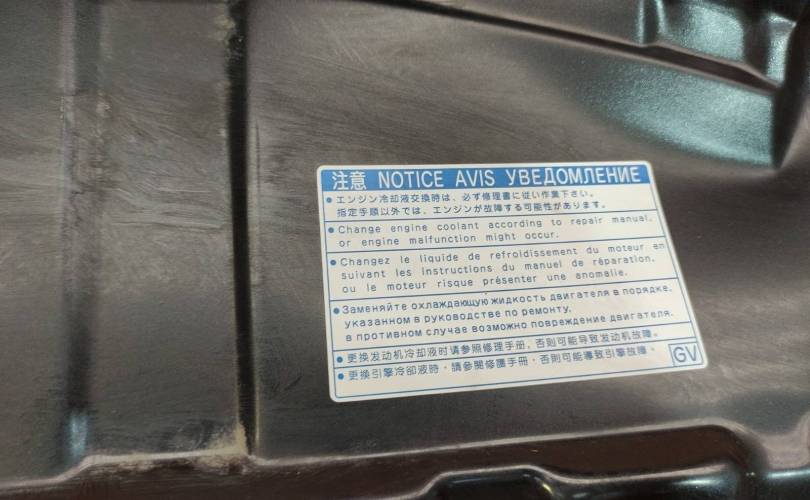 注意 NOTICE AVIS УВЕДОМЛЕНИЕ
● エンジン冷却液交換時は、必ず修理書に従い作業下さい。
指定手順以外では、エンジンが故障する可能性があります。
● Change engine coolant according to repair manual,
or engine malfunction might occur.
● Changez le liquide de refroidissement du moteur en
suivant les instructions du manuel de réparation,
ou le moteur risque présenter une anomalie.
● Заменяйте охлаждающую жидкость двигателя в порядке,
указанном в руководстве по ремонту,
в противном случае возможно повреждение двигателя.
● 更换发动机冷却液时请参照修理手册，否则可能导致发动机故障。
● 更換引擎冷卻液時，請參閱修護手冊，否則可能導致引擎故障。
GV